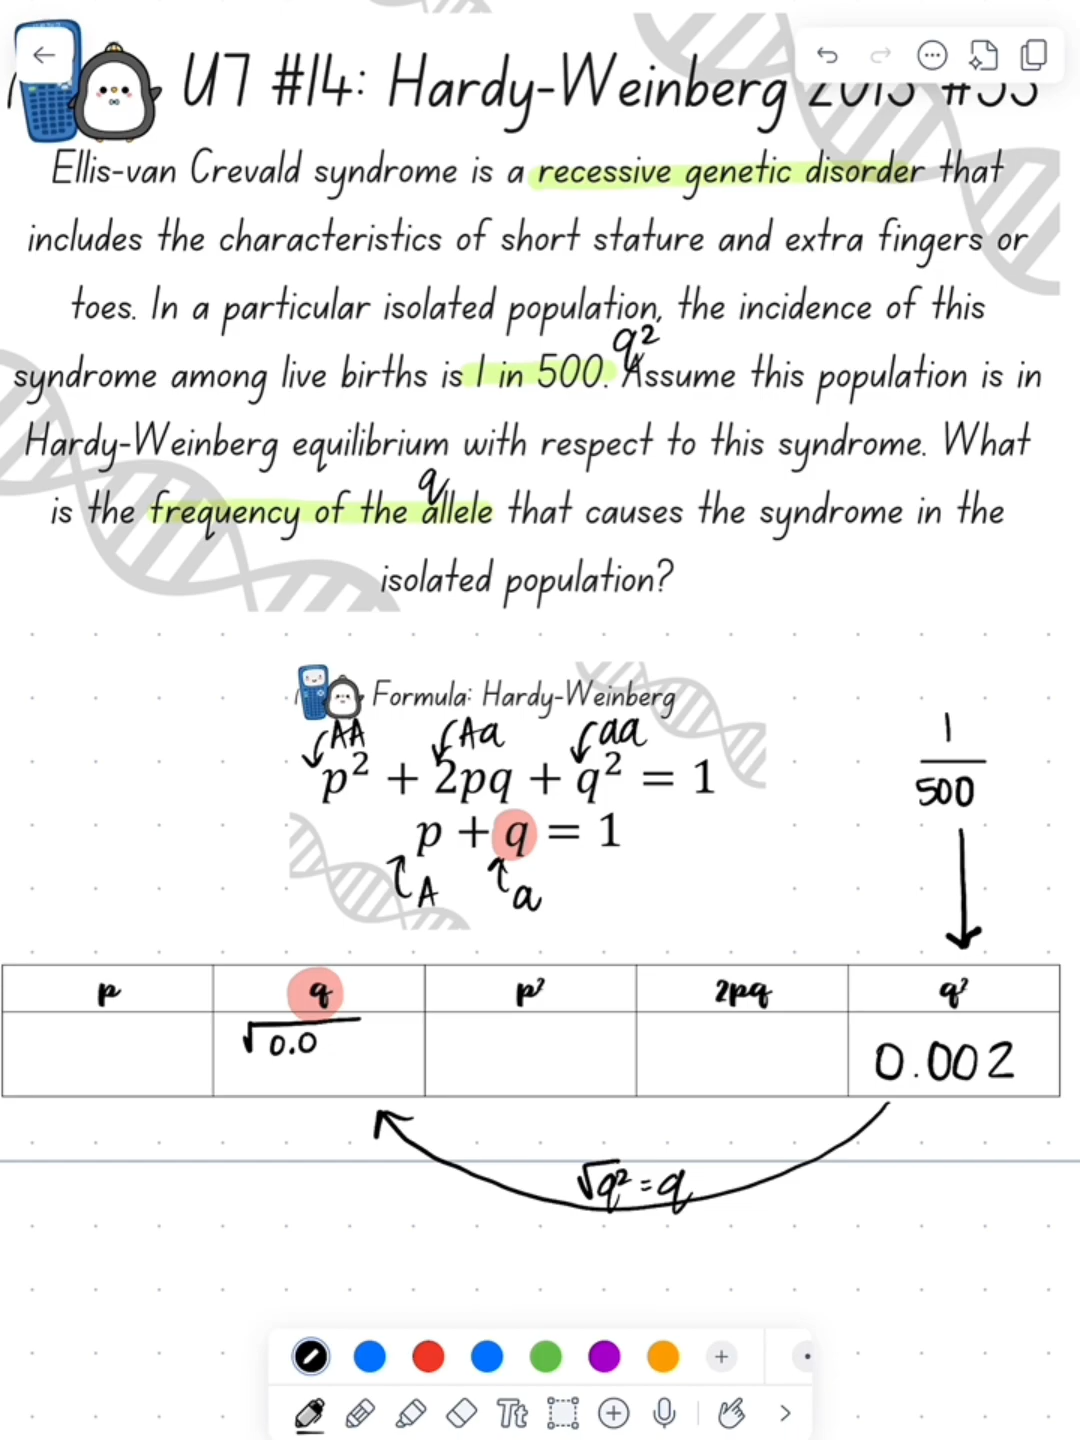 U7 #14: Hardy-Weinberg 2013 #
Ellis-van Crevald syndrome is a recessive genetic disorder that
includes the characteristics of short stature and extra fingers or
toes. In a particular isolated population, the incidence of this
q²
syndrome among live births is 1 in 500. Assume this population is in
Hardy-Weinberg equilibrium with respect to this syndrome. What
q
is the frequency of the allele that causes the syndrome in the
isolated population?
Formula: Hardy-Weinberg
AA Aa aa
p² + 2pq + q² = 1
p + q = 1
A a
1
500
p q p² 2pq q²
√0.0 0.002
√q² = q
Tt